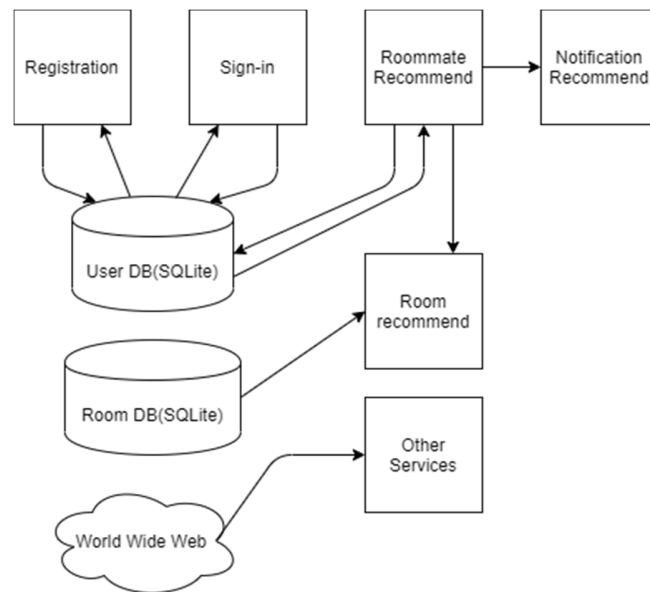 Registration
Sign-in
Roommate
Recommend
Notification
Recommend
User DB(SQLite)
Room
recommend
Room DB(SQLite)
Other
Services
World Wide Web